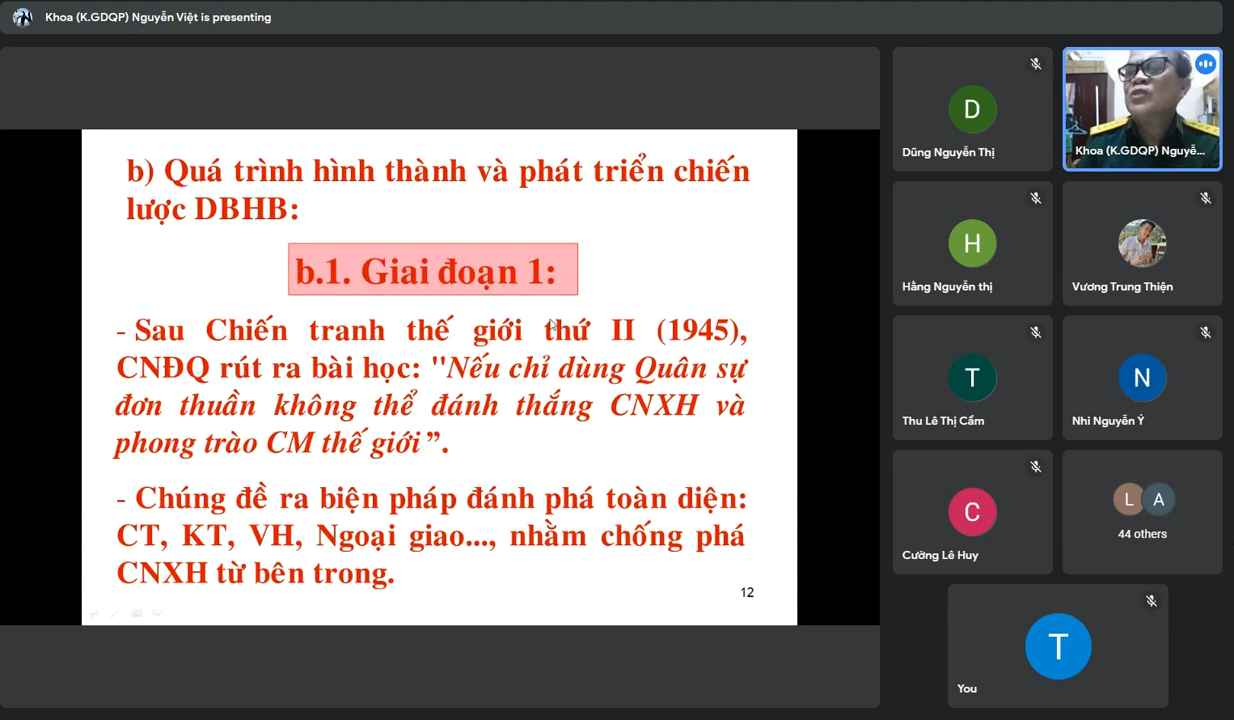 Khoa (K.GDQP) Nguyễn Việt is presenting
b) Quá trình hình thành và phát triển chiến
lược DBHB:
b.1. Giai đoạn 1:
- Sau Chiến tranh thế giới thứ II (1945),
CNĐQ rút ra bài học: "Nếu chỉ dùng Quân sự
đơn thuần không thể đánh thắng CNXH và
phong trào CM thế giới”.
- Chúng đề ra biện pháp đánh phá toàn diện:
CT, KT, VH, Ngoại giao..., nhằm chống phá
CNXH từ bên trong.
12
D
Dũng Nguyễn Thị
Khoa (K.GDQP) Nguyễ...
H
Hằng Nguyễn thị
Vương Trung Thiện
T
Thu Lê Thị Cẩm
N
Nhi Nguyễn Ý
C
Cường Lê Huy
L A
44 others
T
You